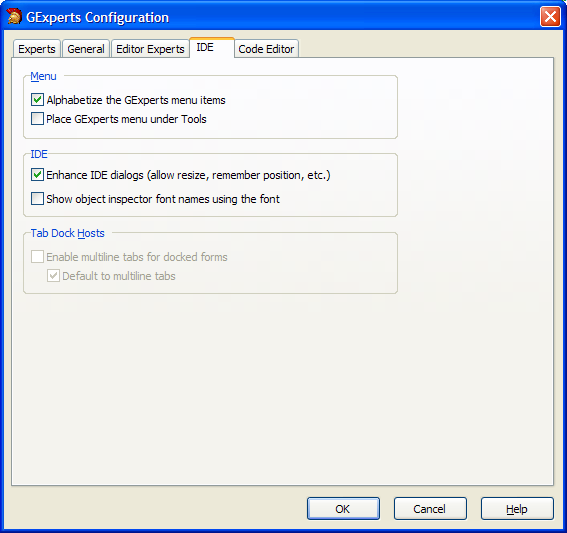 GExperts Configuration
Experts General Editor Experts IDE Code Editor
Menu
Alphabetize the GExperts menu items
Place GExperts menu under Tools
IDE
Enhance IDE dialogs (allow resize, remember position, etc.)
Show object inspector font names using the font
Tab Dock Hosts
Enable multiline tabs for docked forms
Default to multiline tabs
OK Cancel Help